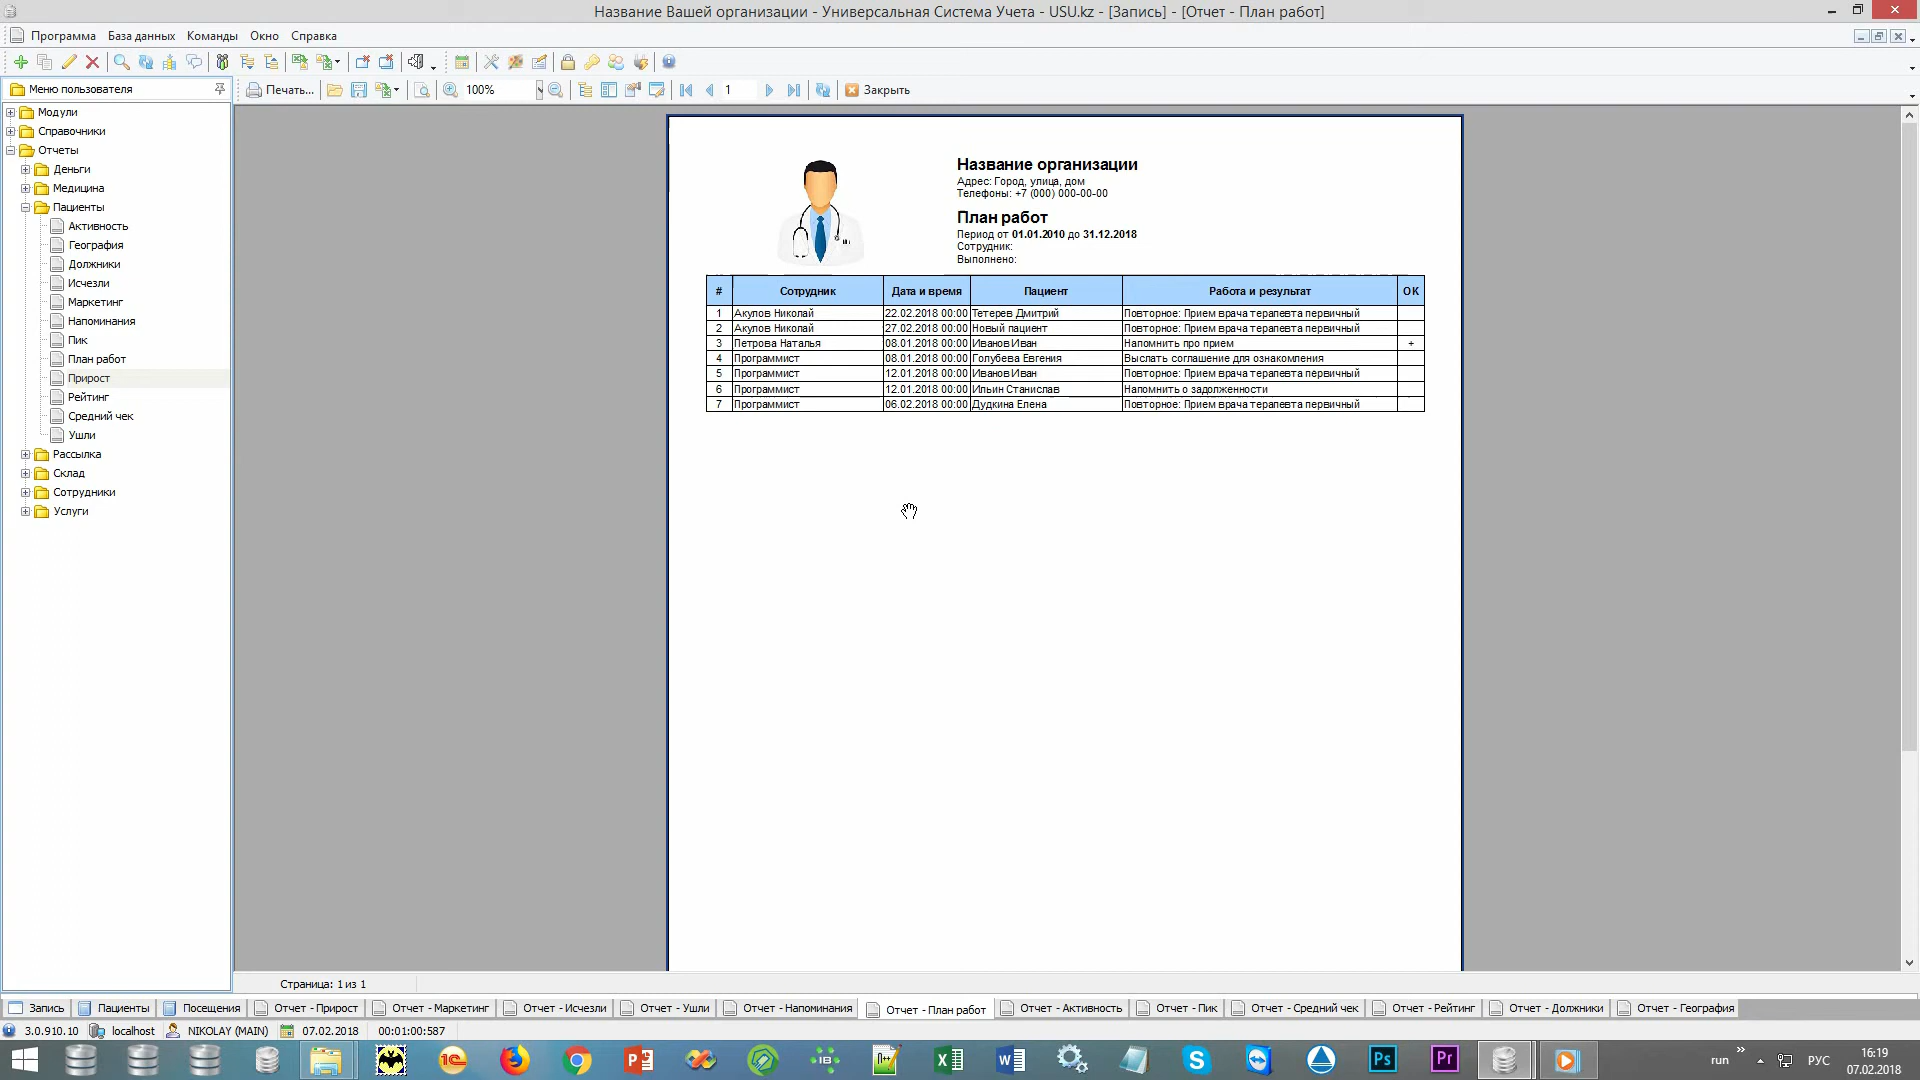 Название Вашей организации - Универсальная Система Учета - USU.kz - [Запись] - [Отчет - План работ]
Программа База данных Команды Окно Справка
Меню пользователя
Печать... 100% 1 Закрыть
Модули
Справочники
Отчеты
Деньги
Медицина
Пациенты
Активность
География
Должники
Исчезли
Маркетинг
Напоминания
Пик
План работ
Прирост
Рейтинг
Средний чек
Ушли
Рассылка
Склад
Сотрудники
Услуги
Название организации
Адрес: Город, улица, дом
Телефоны: +7 (000) 000-00-00
План работ
Период от 01.01.2010 до 31.12.2018
Сотрудник:
Выполнено:
# Сотрудник Дата и время Пациент Работа и результат ОК
1 Акулов Николай 22.02.2018 00:00 Тетерев Дмитрий Повторное: Прием врача терапевта первичный
2 Акулов Николай 27.02.2018 00:00 Новый пациент Повторное: Прием врача терапевта первичный
3 Петрова Наталья 08.01.2018 00:00 Иванов Иван Напомнить про прием +
4 Программист 08.01.2018 00:00 Голубева Евгения Выслать соглашение для ознакомления
5 Программист 12.01.2018 00:00 Иванов Иван Повторное: Прием врача терапевта первичный
6 Программист 12.01.2018 00:00 Ильин Станислав Напомнить о задолженности
7 Программист 06.02.2018 00:00 Дудкина Елена Повторное: Прием врача терапевта первичный
Страница: 1 из 1
Запись Пациенты Посещения Отчет - Прирост Отчет - Маркетинг Отчет - Исчезли Отчет - Ушли Отчет - Напоминания Отчет - План работ Отчет - Активность Отчет - Пик Отчет - Средний чек Отчет - Рейтинг Отчет - Должники Отчет - География
3.0.910.10 localhost NIKOLAY (MAIN) 07.02.2018 00:01:00:587
run РУС 16:19
07.02.2018